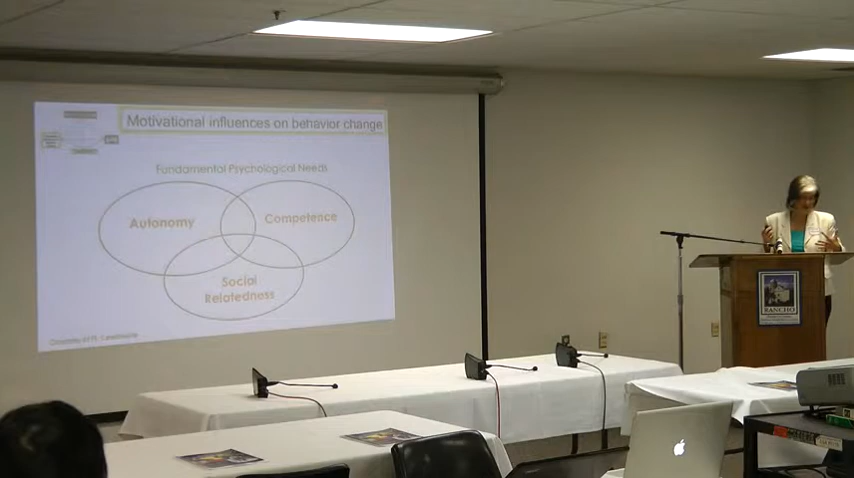 Motivational influences on behavior change
Fundamental Psychological Needs
Autonomy
Competence
Social
Relatedness
RANCHO